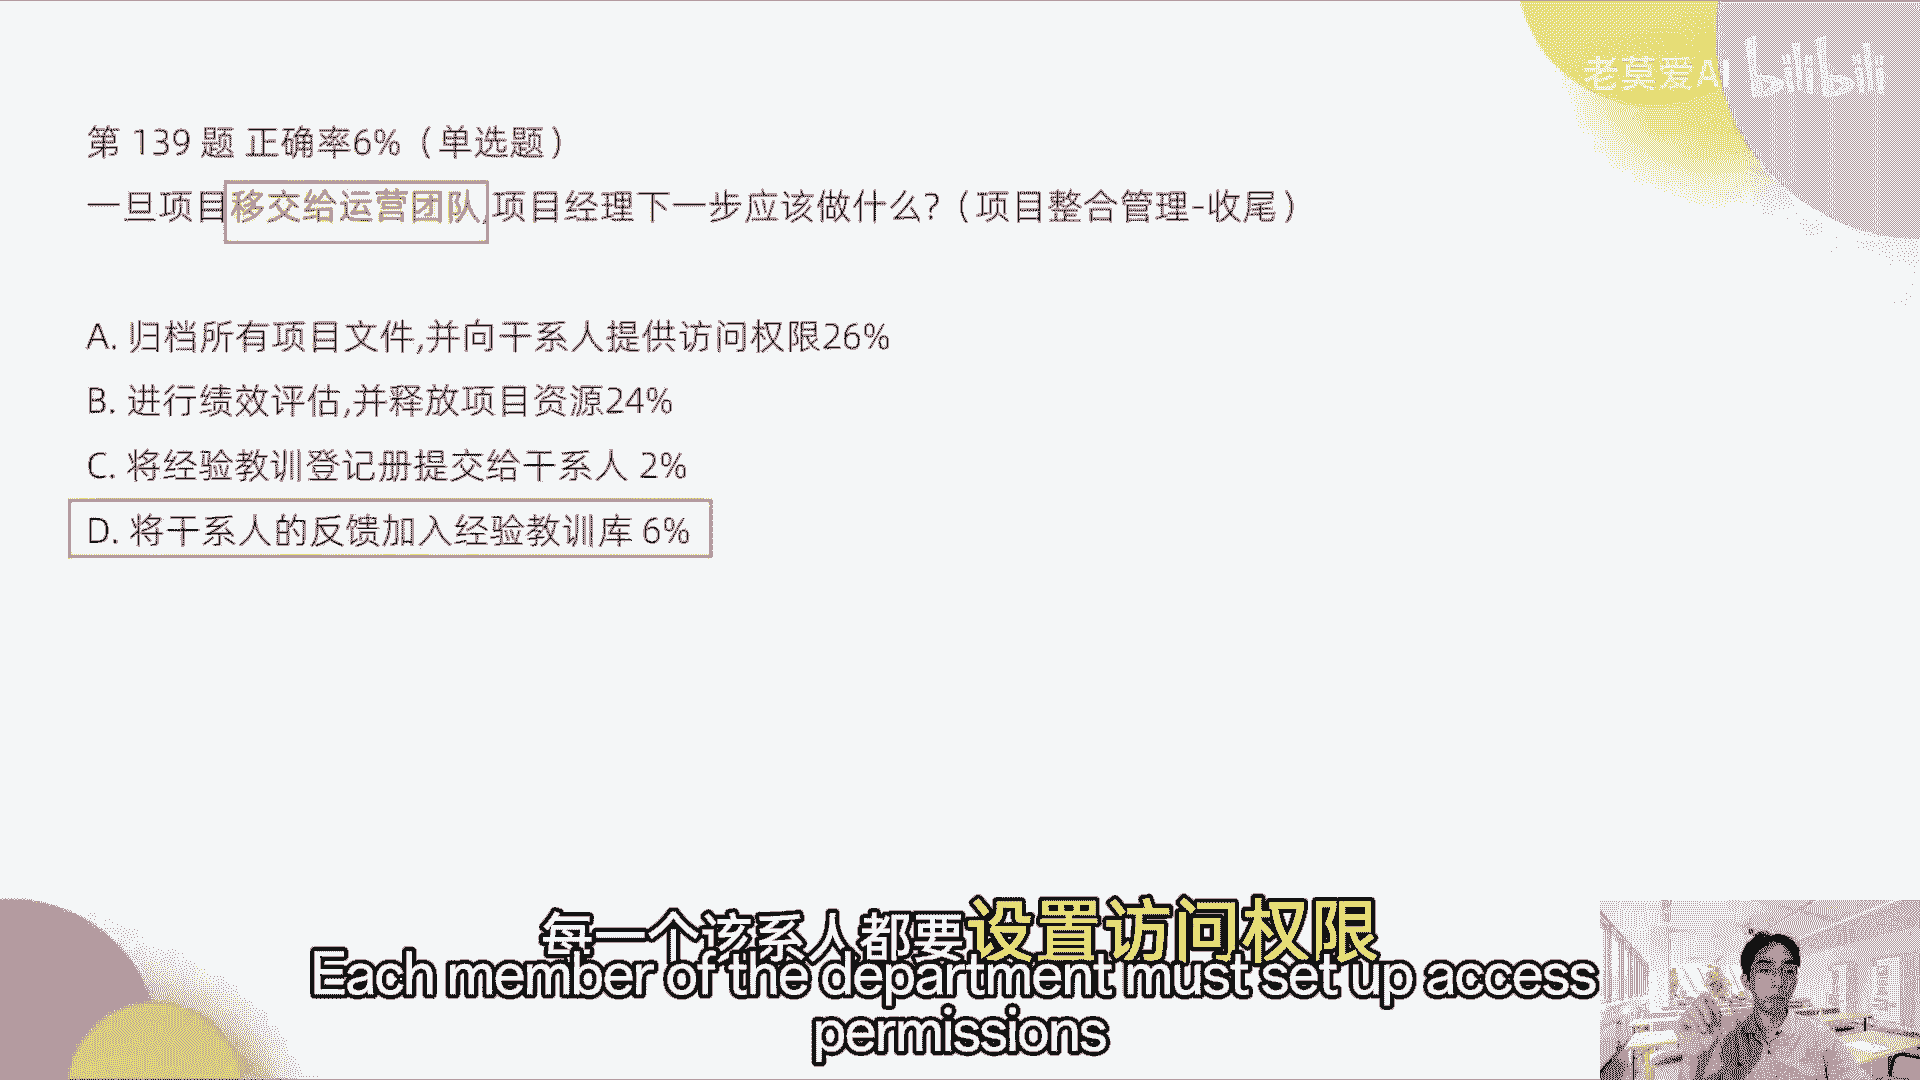 老莫爱AI bilibili
第 139 题 正确率6%（单选题）
一旦项目移交给运营团队,项目经理下一步应该做什么?（项目整合管理-收尾）
A. 归档所有项目文件,并向干系人提供访问权限26%
B. 进行绩效评估,并释放项目资源24%
C. 将经验教训登记册提交给干系人 2%
D. 将干系人的反馈加入经验教训库 6%
每一个该系人都要设置访问权限
Each member of the department must set up access
permissions